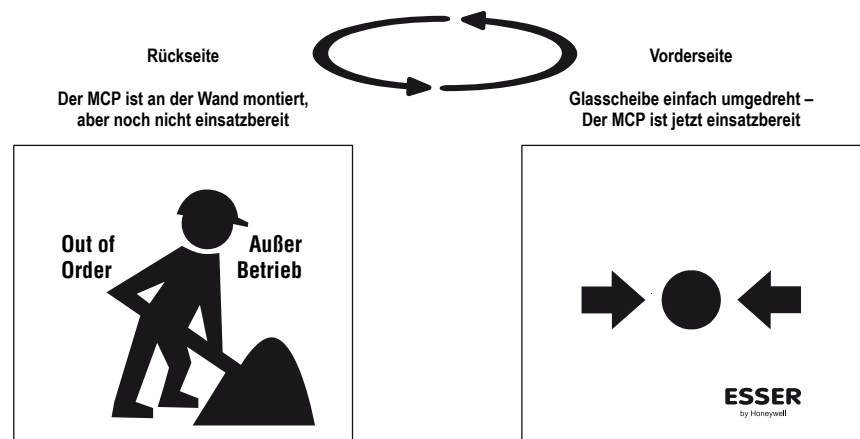 Rückseite
Der MCP ist an der Wand montiert,
aber noch nicht einsatzbereit
Out of
Order
Außer
Betrieb
Vorderseite
Glasscheibe einfach umgedreht –
Der MCP ist jetzt einsatzbereit
ESSER
by Honeywell